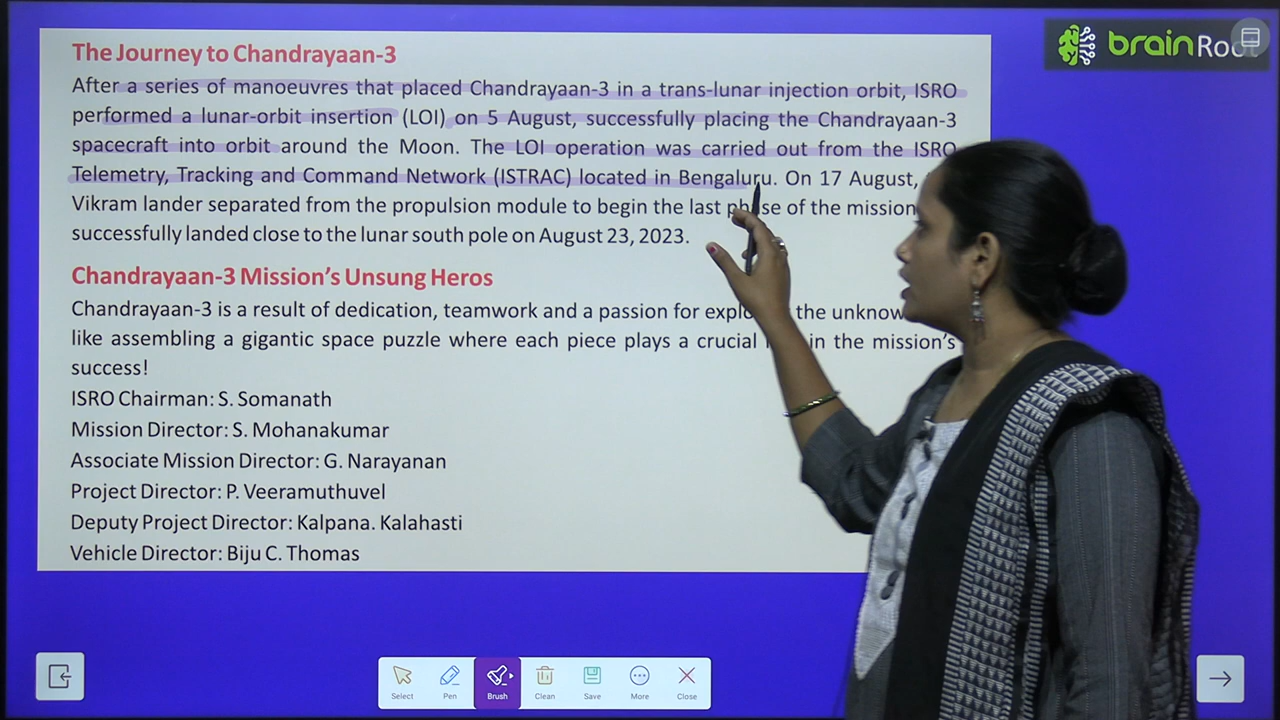 The Journey to Chandrayaan-3
After a series of manoeuvres that placed Chandrayaan-3 in a trans-lunar injection orbit, ISRO
performed a lunar-orbit insertion (LOI) on 5 August, successfully placing the Chandrayaan-3
spacecraft into orbit around the Moon. The LOI operation was carried out from the ISRO
Telemetry, Tracking and Command Network (ISTRAC) located in Bengaluru. On 17 August,
Vikram lander separated from the propulsion module to begin the last phase of the mission
successfully landed close to the lunar south pole on August 23, 2023.
Chandrayaan-3 Mission's Unsung Heros
Chandrayaan-3 is a result of dedication, teamwork and a passion for the unknow
like assembling a gigantic space puzzle where each piece plays a crucial in the mission's
success!
ISRO Chairman: S. Somanath
Mission Director: S. Mohanakumar
Associate Mission Director: G. Narayanan
Project Director: P. Veeramuthuvel
Deputy Project Director: Kalpana. Kalahasti
Vehicle Director: Biju C. Thomas
brainRoot
Select Pen Brush Clean Save More Close